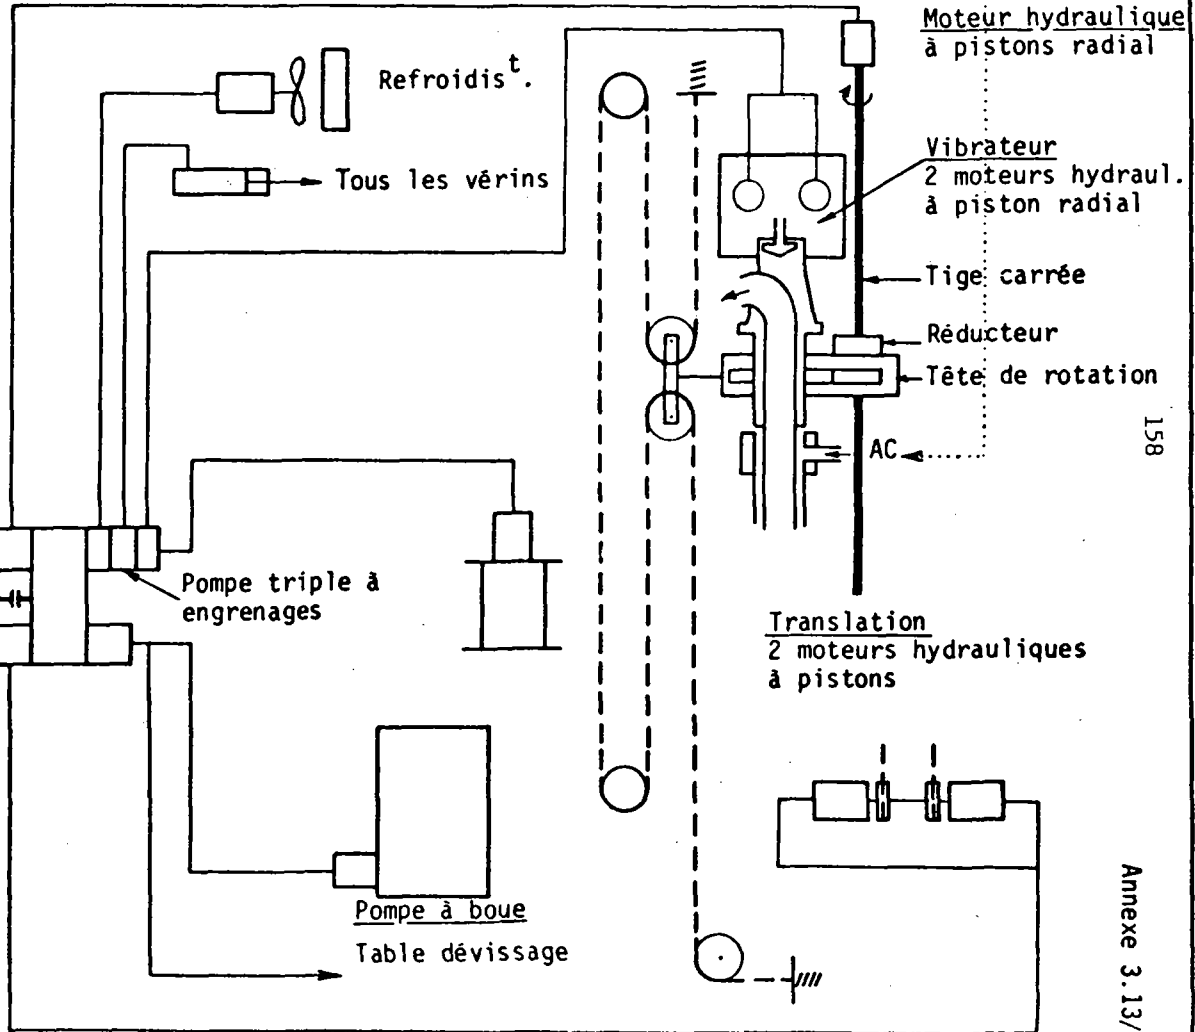 Moteur hydraulique
à pistons radial
Refroidisᵗ.
Vibrateur
2 moteurs hydraul.
à piston radial
Tous les vérins
Tige carrée
Réducteur
Tête de rotation
158
AC
Pompe triple à
engrenages
Translation
2 moteurs hydrauliques
à pistons
Pompe à boue
Table dévissage
Annexe 3.13/